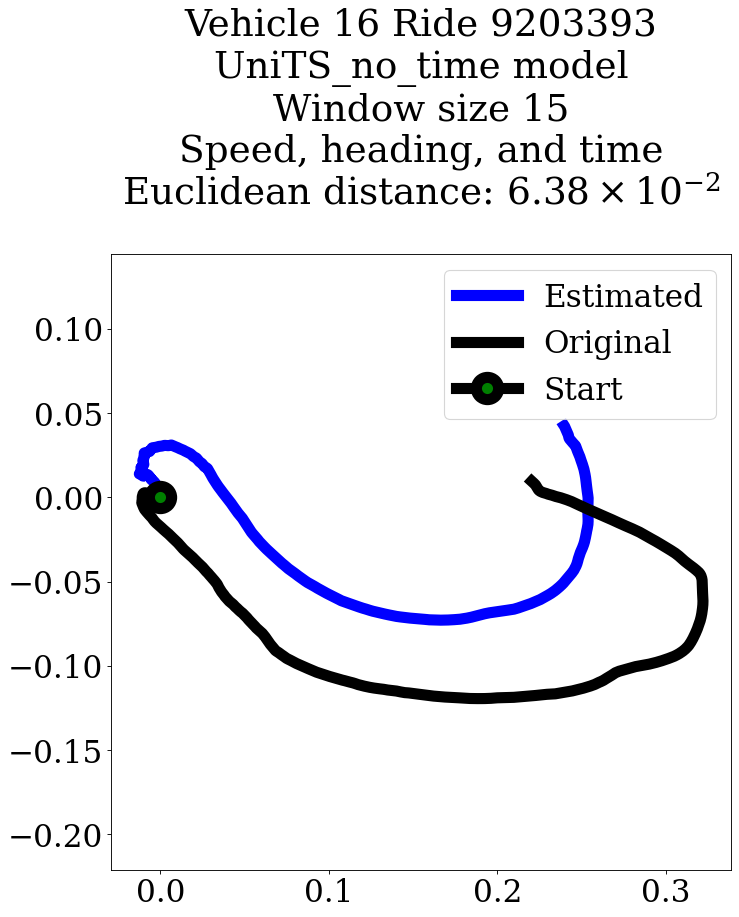 Vehicle 16 Ride 9203393
UniTS_no_time model
Window size 15
Speed, heading, and time
Euclidean distance: 6.38 × 10⁻²
Estimated
Original
Start
0.10
0.05
0.00
−0.05
−0.10
−0.15
−0.20
0.0 0.1 0.2 0.3